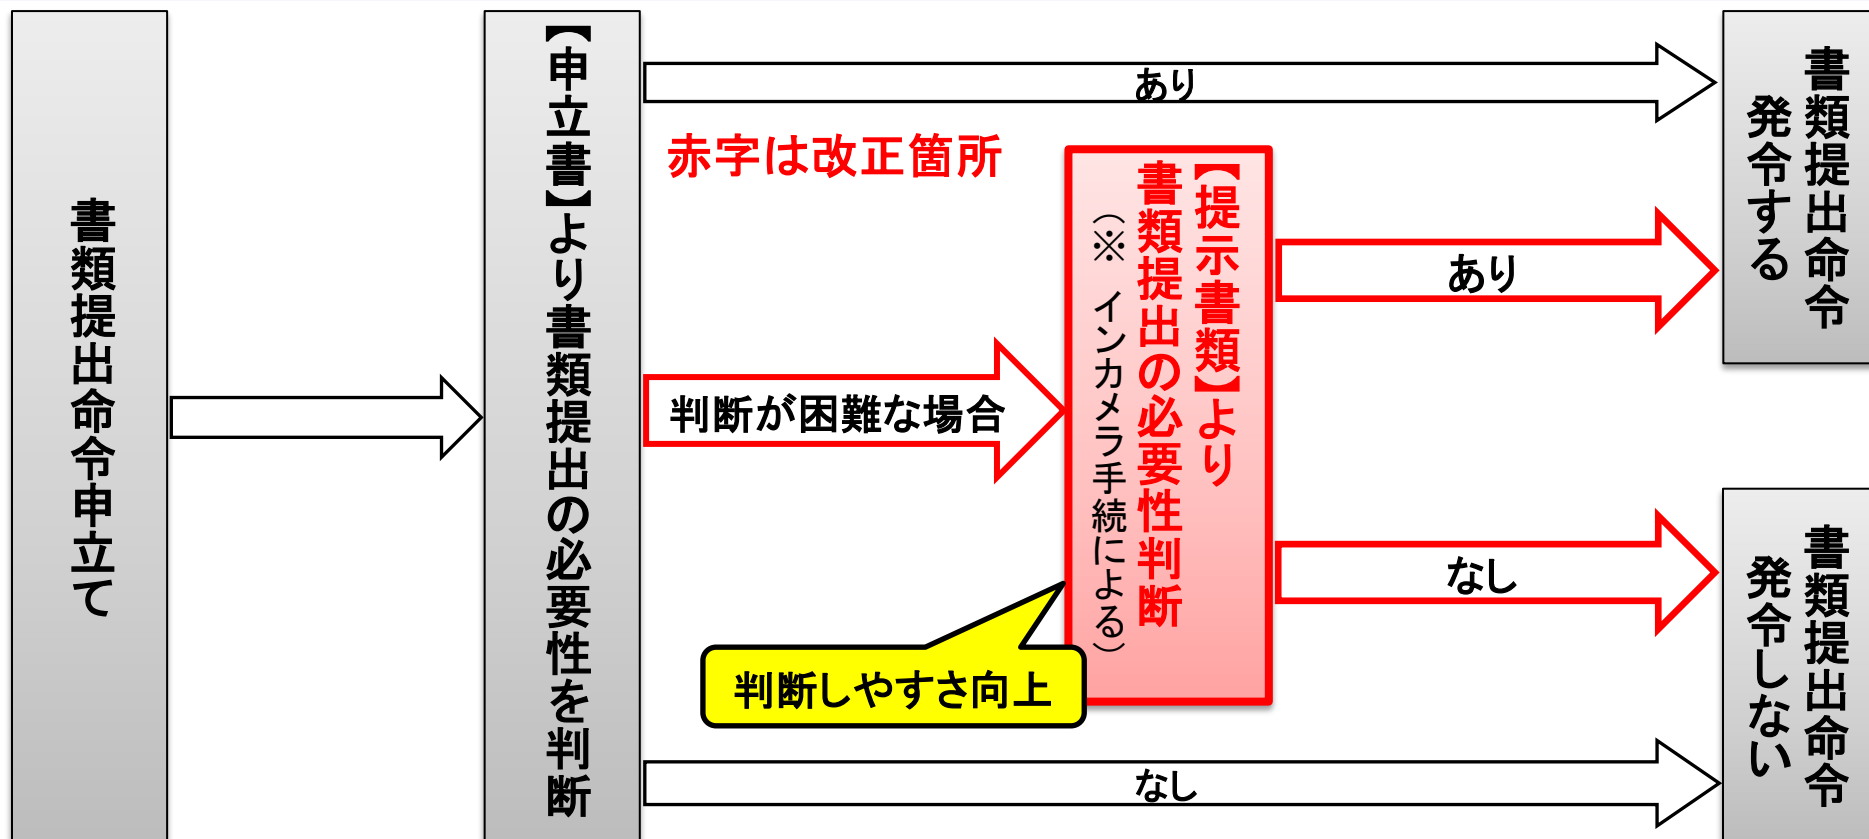 書類提出命令申立て
【申立書】より書類提出の必要性を判断
あり
赤字は改正箇所
判断が困難な場合
【提示書類】より
書類提出の必要性判断
（※　インカメラ手続による）
判断しやすさ向上
あり
なし
なし
書類提出命令
発令する
書類提出命令
発令しない